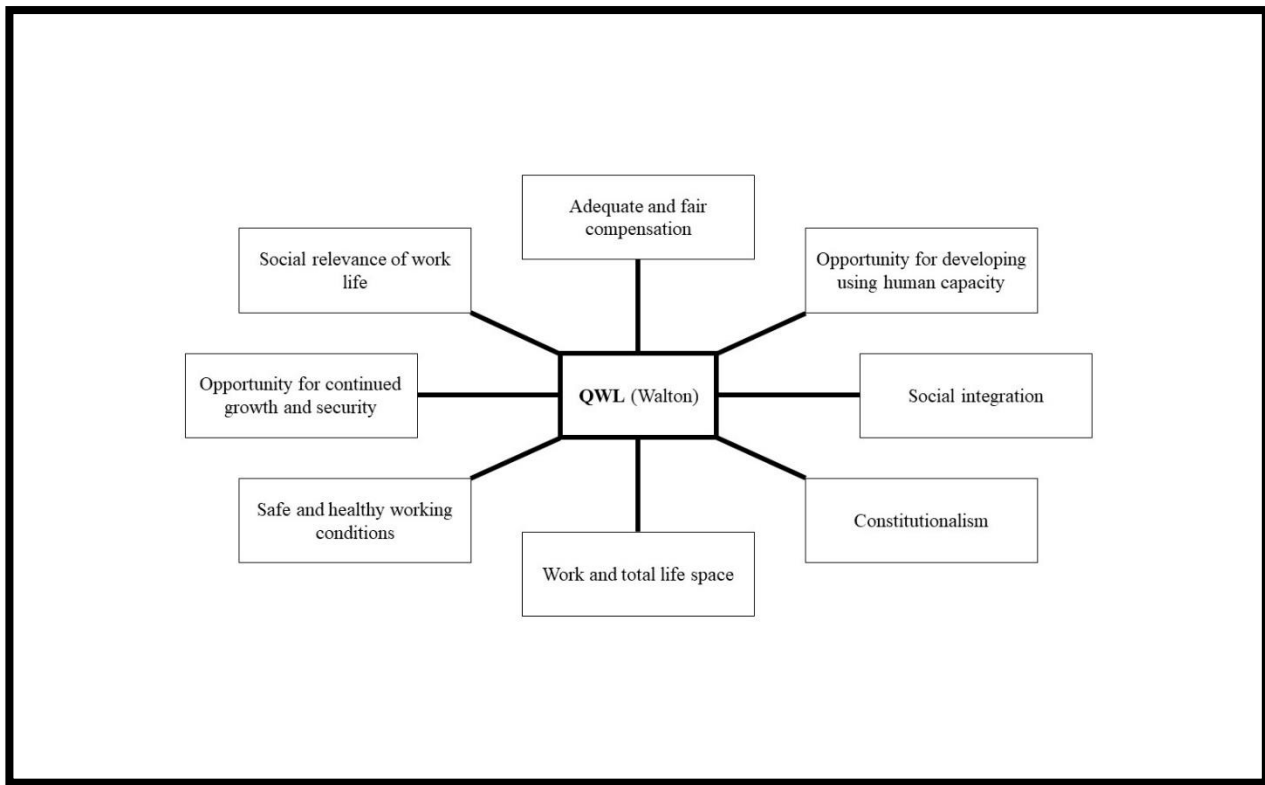 Adequate and fair
compensation
Social relevance of work
life
Opportunity for developing
using human capacity
Opportunity for continued
growth and security
QWL (Walton)
Social integration
Safe and healthy working
conditions
Constitutionalism
Work and total life space